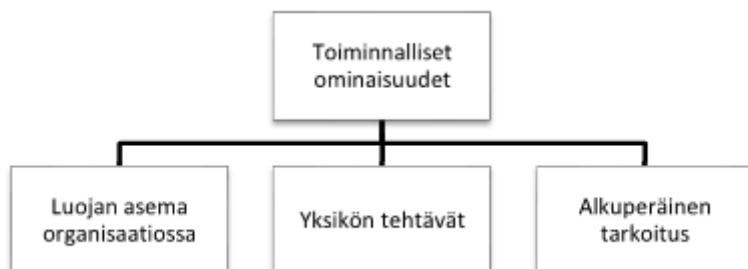 Toiminnalliset
ominaisuudet
Luojan asema
organisaatiossa
Yksikön tehtävät
Alkuperäinen
tarkoitus